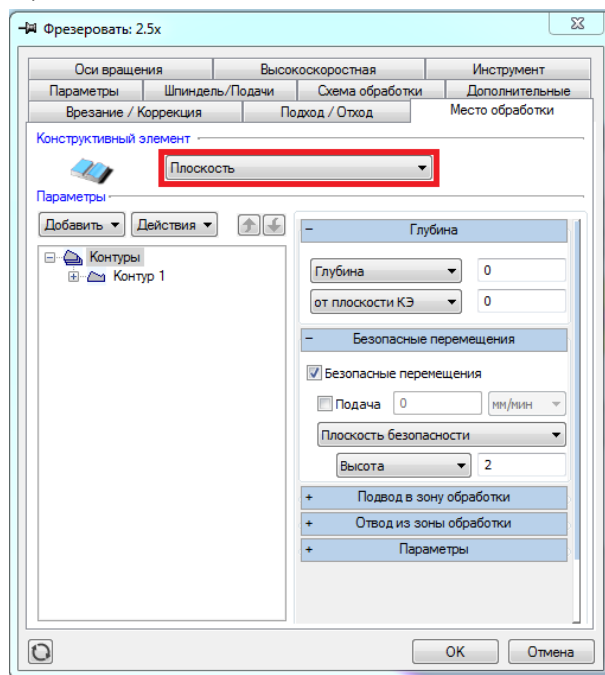 Фрезеровать: 2.5x
Оси вращения Высокоскоростная Инструмент
Параметры Шпиндель/Подачи Схема обработки Дополнительные
Врезание / Коррекция Подход / Отход Место обработки
Конструктивный элемент
Плоскость
Параметры
Добавить Действия
Контуры
Контур 1
- Глубина
Глубина 0
от плоскости КЭ 0
- Безопасные перемещения
Безопасные перемещения
Подача 0 мм/мин
Плоскость безопасности
Высота 2
+ Подвод в зону обработки
+ Отвод из зоны обработки
+ Параметры
OK Отмена